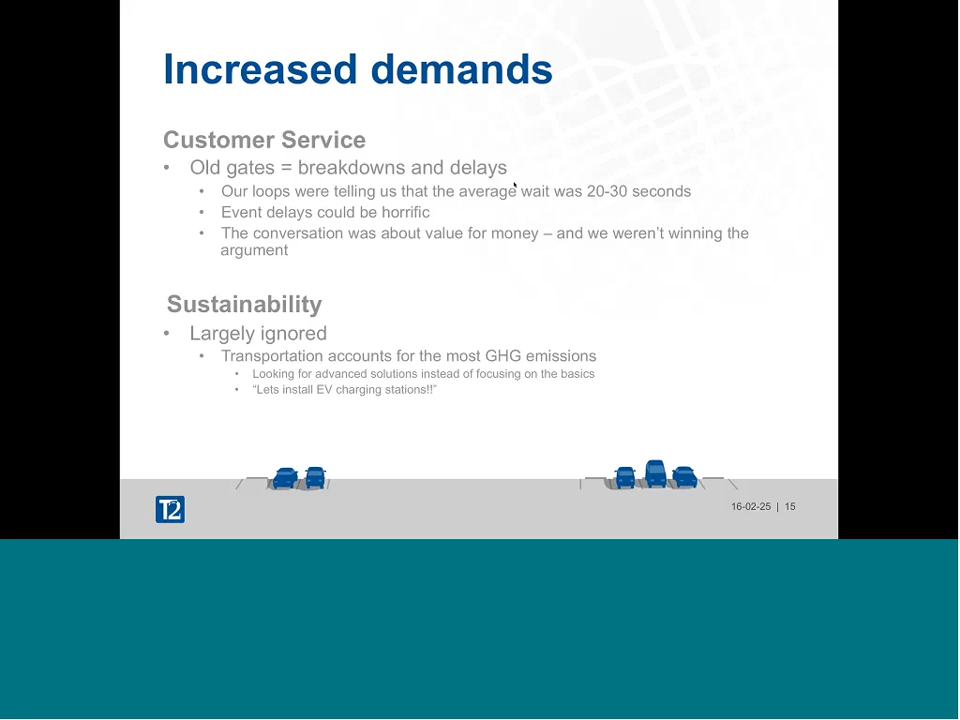 Increased demands
Customer Service
• Old gates = breakdowns and delays
• Our loops were telling us that the average wait was 20-30 seconds
• Event delays could be horrific
• The conversation was about value for money – and we weren’t winning the
argument
Sustainability
• Largely ignored
• Transportation accounts for the most GHG emissions
• Looking for advanced solutions instead of focusing on the basics
• “Lets install EV charging stations!!”
T2
16-02-25 | 15